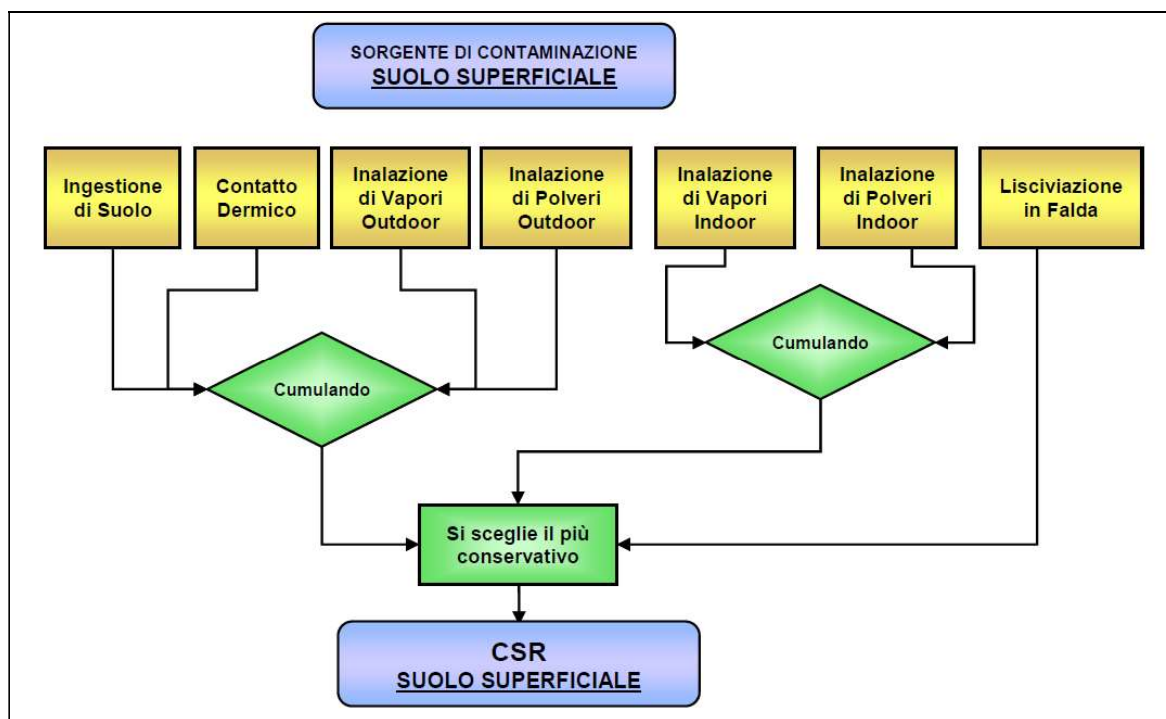 SORGENTE DI CONTAMINAZIONE
SUOLO SUPERFICIALE
Ingestione
di Suolo
Contatto
Dermico
Inalazione
di Vapori
Outdoor
Inalazione
di Polveri
Outdoor
Inalazione
di Vapori
Indoor
Inalazione
di Polveri
Indoor
Lisciviazione
in Falda
Cumulando
Cumulando
Si sceglie il più
conservativo
CSR
SUOLO SUPERFICIALE